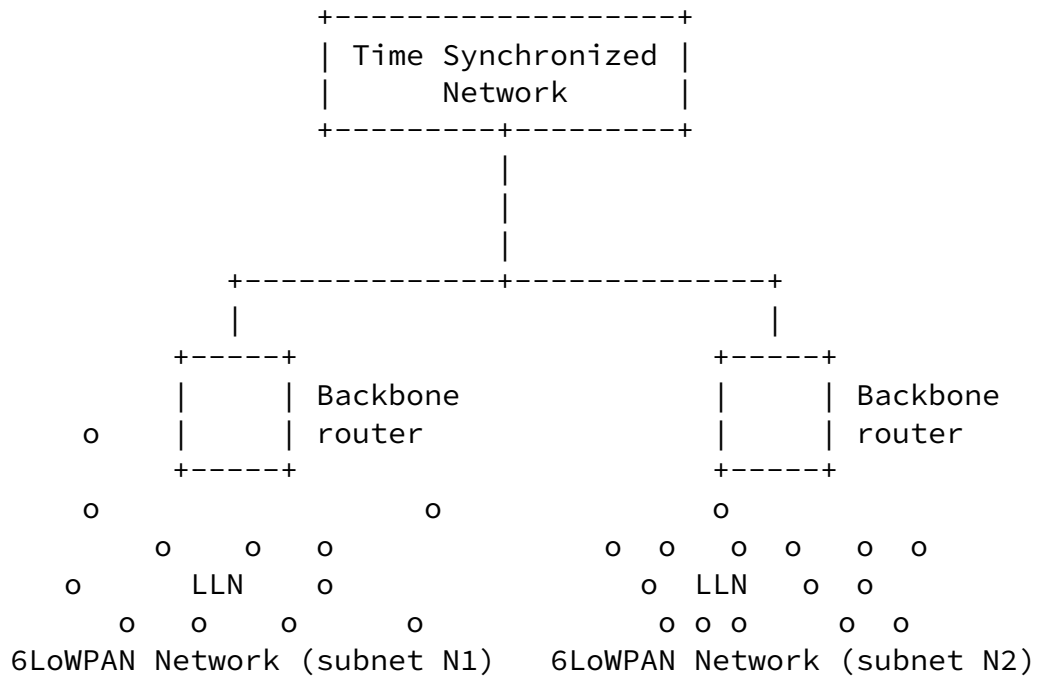 Time Synchronized
Network
Backbone Backbone
o router router
o o o
o o o o o o o o o
o LLN o o LLN o o
o o o o o o o o o
6LoWPAN Network (subnet N1) 6LoWPAN Network (subnet N2)